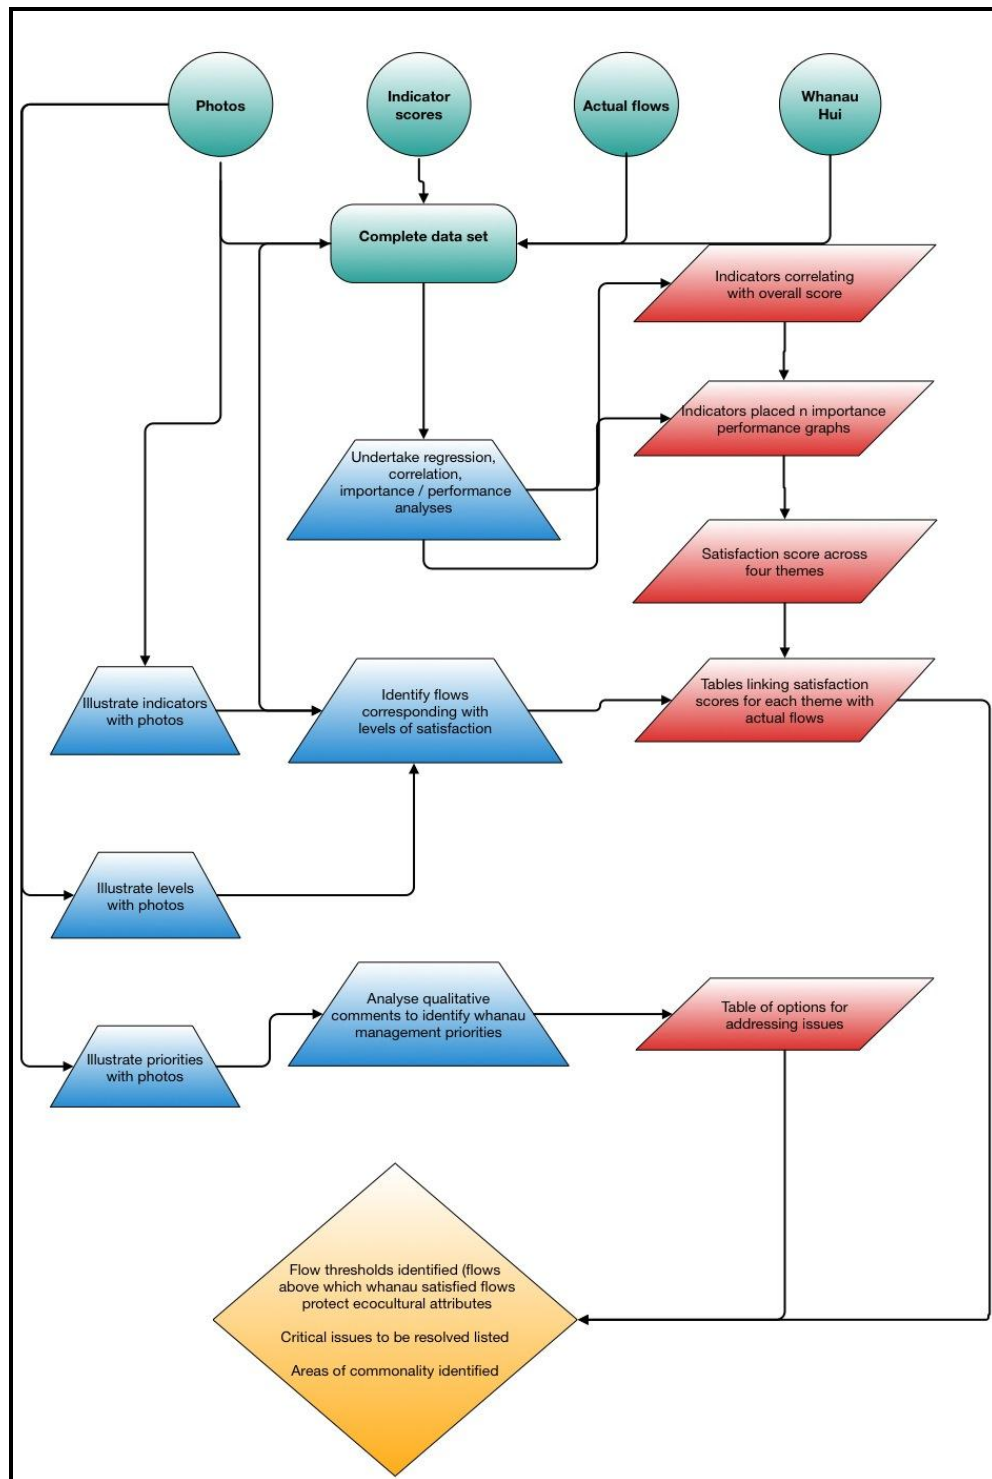 Photos
Indicator
scores
Actual flows
Whanau
Hui
Complete data set
Indicators correlating
with overall score
Indicators placed n importance
performance graphs
Undertake regression,
correlation,
importance / performance
analyses
Satisfaction score across
four themes
Illustrate indicators
with photos
Identify flows
corresponding with
levels of satisfaction
Tables linking satisfaction
scores for each theme with
actual flows
Illustrate levels
with photos
Analyse qualitative
comments to identify whanau
management priorities
Table of options for
addressing issues
Illustrate priorities
with photos
Flow thresholds identified (flows
above which whanau satisfied flows
protect ecocultural attributes
Critical issues to be resolved listed
Areas of commonality identified